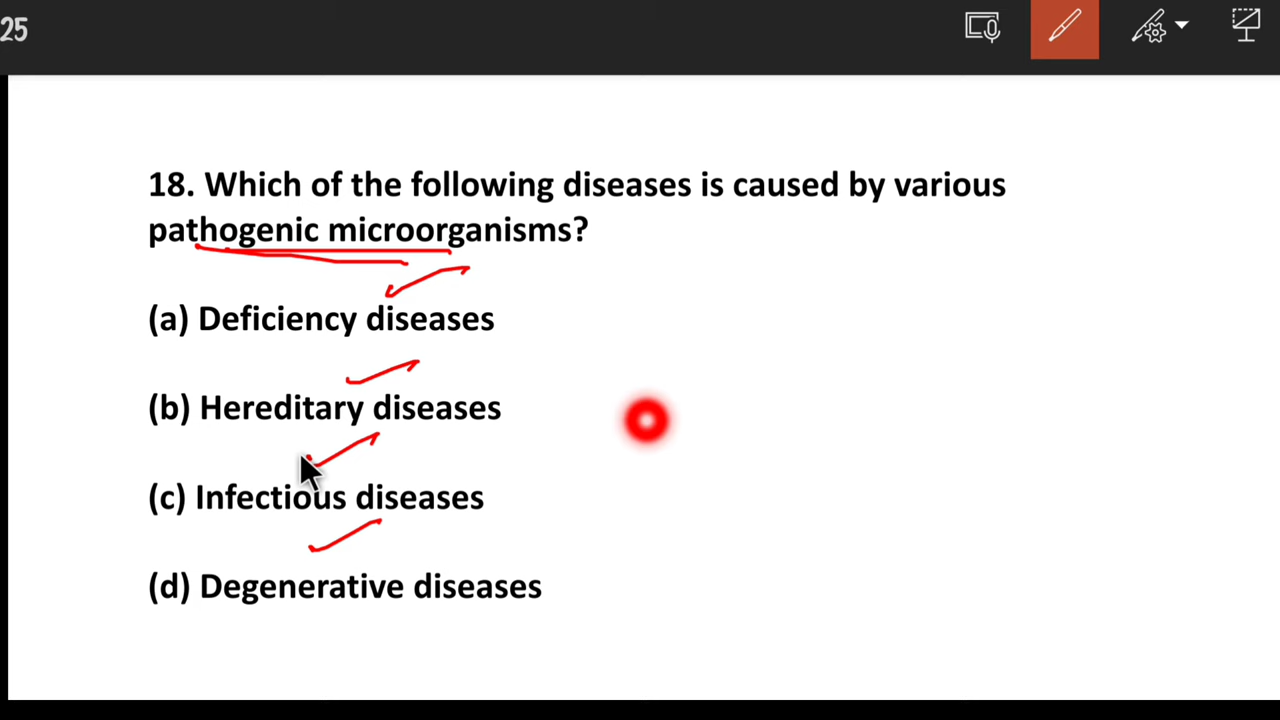 25
18. Which of the following diseases is caused by various
pathogenic microorganisms?
(a) Deficiency diseases
(b) Hereditary diseases
(c) Infectious diseases
(d) Degenerative diseases